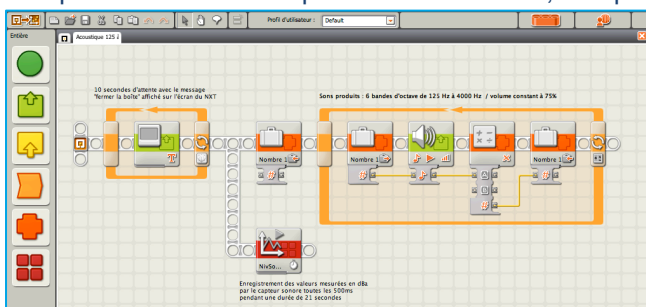 Profil d'utilisateur : Default
Entière
Acoustique 125 à
10 secondes d'attente avec le message
"fermer la boîte" affiché sur l'écran du NXT
Sons produits : 6 bandes d'octave de 125 Hz à 4000 Hz / volume constant à 75%
Nombre 1
Nombre 1
Nombre 1
NivSo...
Enregistrement des valeurs mesurées en dBa
par le capteur sonore toutes les 500ms
pendant une durée de 21 secondes